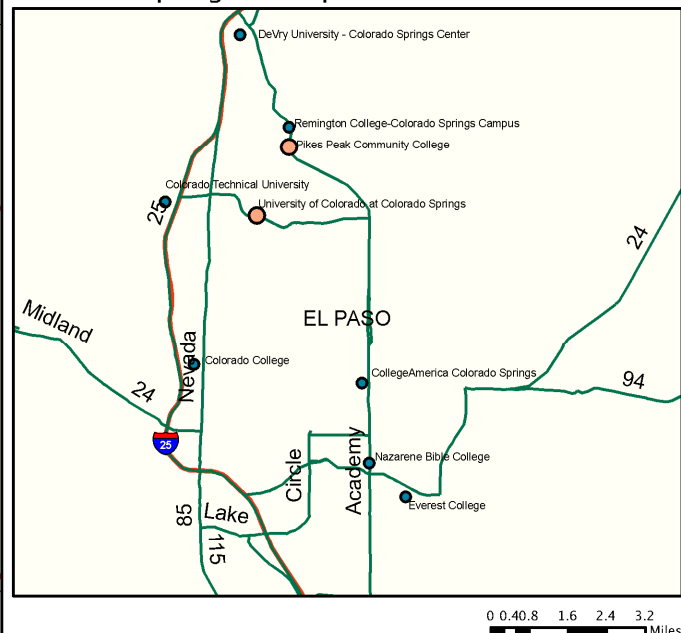 DeVry University - Colorado Springs Center
Remington College-Colorado Springs Campus
Pikes Peak Community College
Colorado Technical University
University of Colorado at Colorado Springs
25
24
EL PASO
Midland
Nevada
Colorado College
CollegeAmerica Colorado Springs
24
94
25
Circle
Academy
Nazarene Bible College
Everest College
85
Lake
115
0 0.40.8 1.6 2.4 3.2
Miles